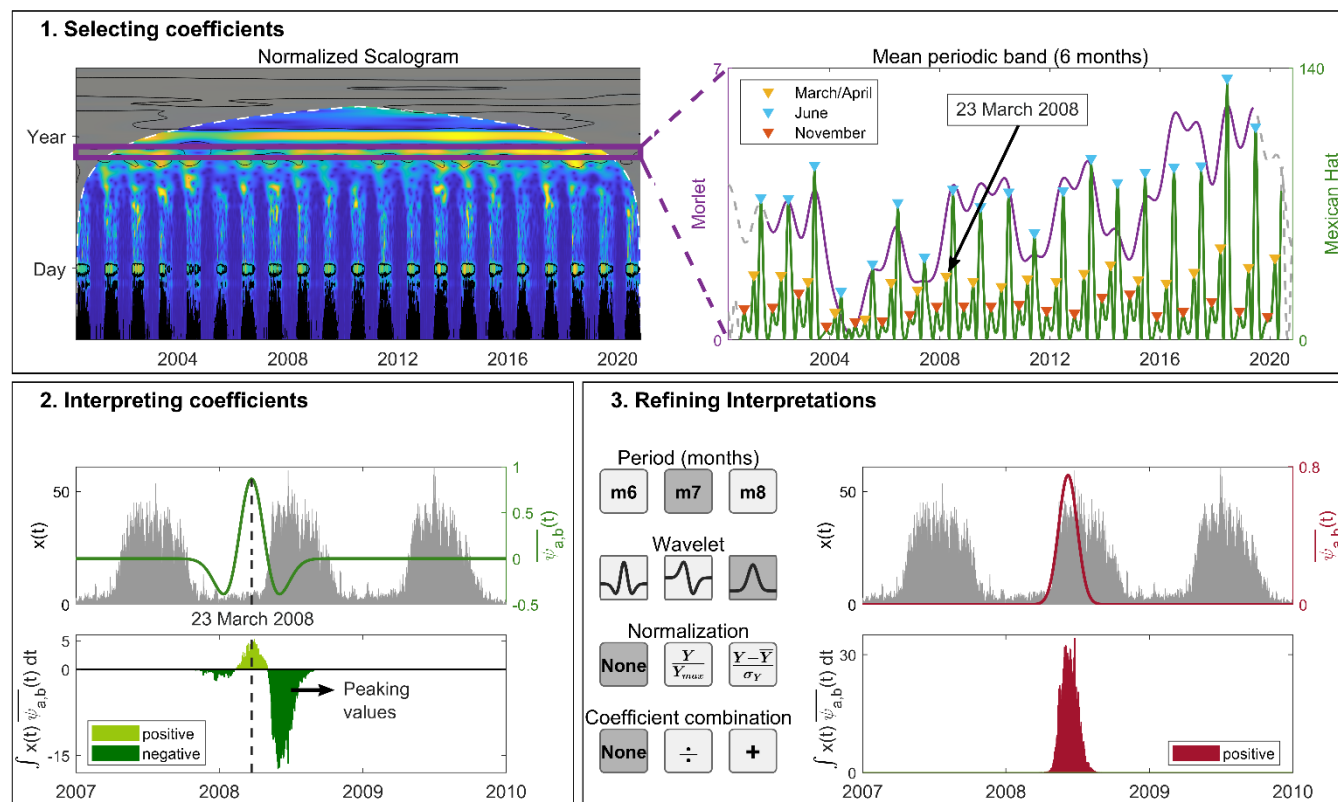 1. Selecting coefficients
Normalized Scalogram
Year
Day
2004 2008 2012 2016 2020
Mean periodic band (6 months)
7
0
Morlet
March/April
June
November
23 March 2008
140
0
Mexican Hat
2004 2008 2012 2016 2020
2. Interpreting coefficients
x(t)
50
0
1
0.5
0
-0.5
ψ̅a,b(t)
23 March 2008
∫ x(t) ψ̅a,b(t) dt
5
0
-15
Peaking
values
positive
negative
2007 2008 2009 2010
3. Refining Interpretations
Period (months)
m6 m7 m8
Wavelet
Normalization
None Y/Ymax Y−Y̅/σY
Coefficient combination
None ÷ +
x(t)
50
0
0.8
0
ψ̅a,b(t)
∫ x(t) ψ̅a,b(t) dt
30
0
positive
2007 2008 2009 2010